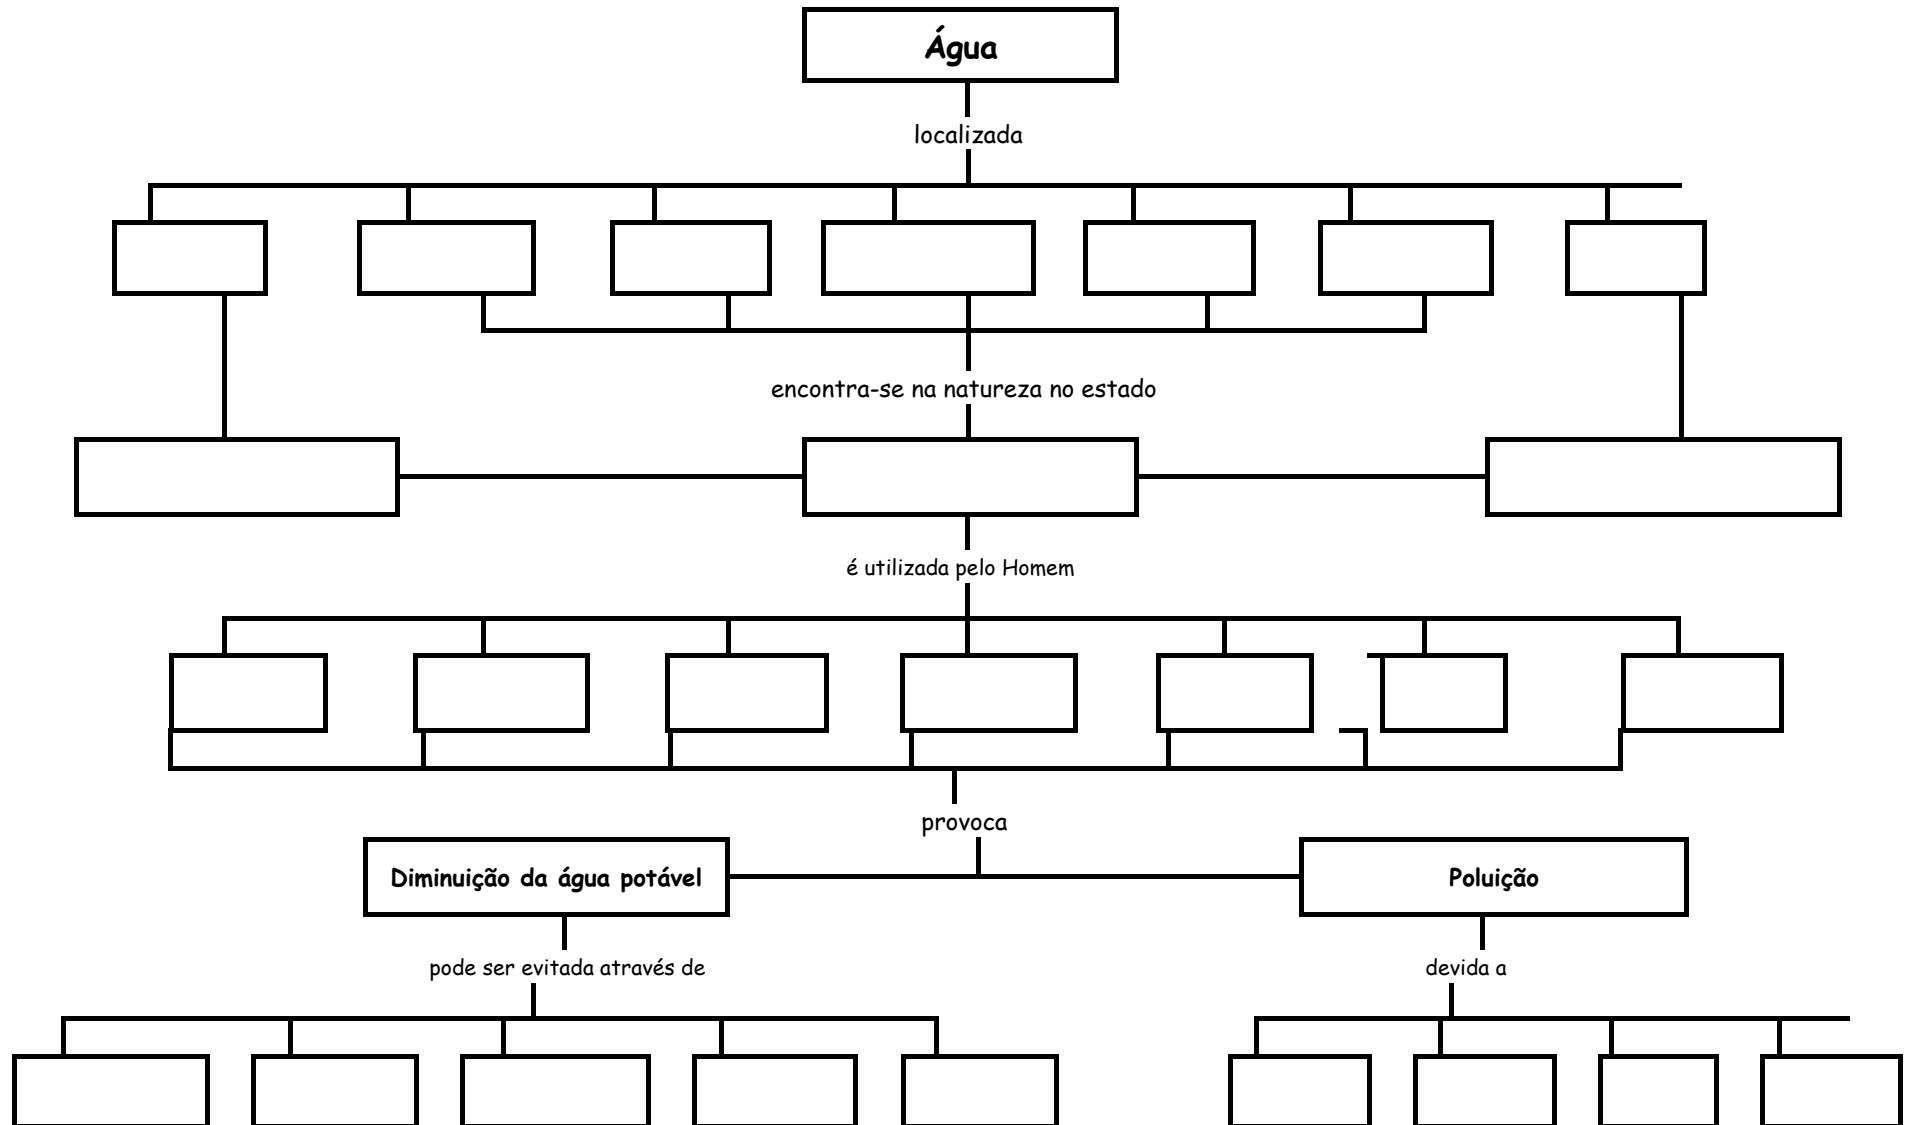 Água
localizada
encontra-se na natureza no estado
é utilizada pelo Homem
provoca
Diminuição da água potável
Poluição
pode ser evitada através de
devida a